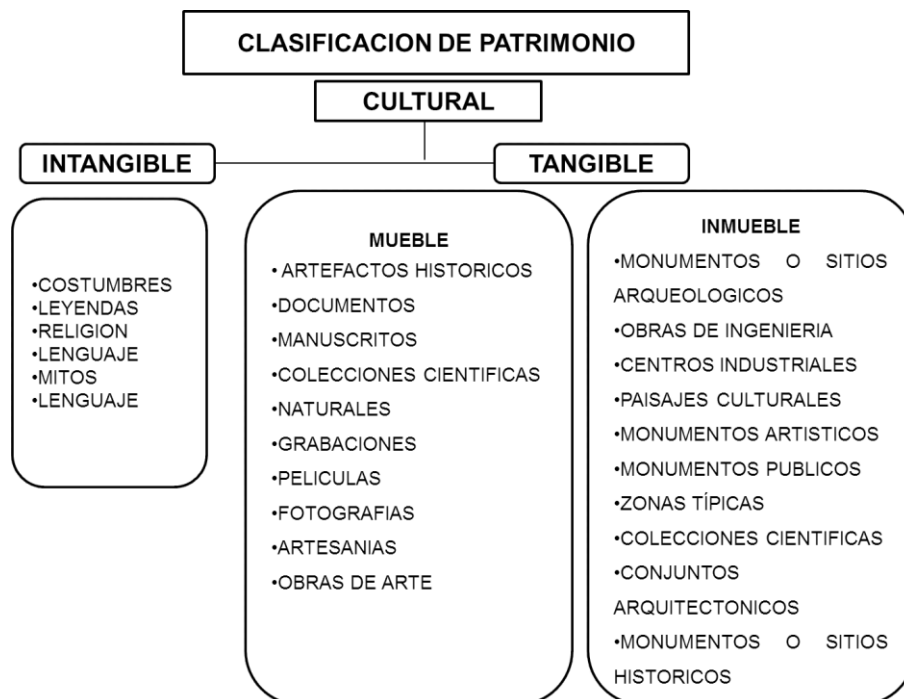 CLASIFICACION DE PATRIMONIO
CULTURAL
INTANGIBLE
TANGIBLE
•COSTUMBRES
•LEYENDAS
•RELIGION
•LENGUAJE
•MITOS
•LENGUAJE
MUEBLE
• ARTEFACTOS HISTORICOS
•DOCUMENTOS
•MANUSCRITOS
•COLECCIONES CIENTIFICAS
•NATURALES
•GRABACIONES
•PELICULAS
•FOTOGRAFIAS
•ARTESANIAS
•OBRAS DE ARTE
INMUEBLE
•MONUMENTOS O SITIOS
ARQUEOLOGICOS
•OBRAS DE INGENIERIA
•CENTROS INDUSTRIALES
•PAISAJES CULTURALES
•MONUMENTOS ARTISTICOS
•MONUMENTOS PUBLICOS
•ZONAS TÍPICAS
•COLECCIONES CIENTIFICAS
•CONJUNTOS
ARQUITECTONICOS
•MONUMENTOS O SITIOS
HISTORICOS